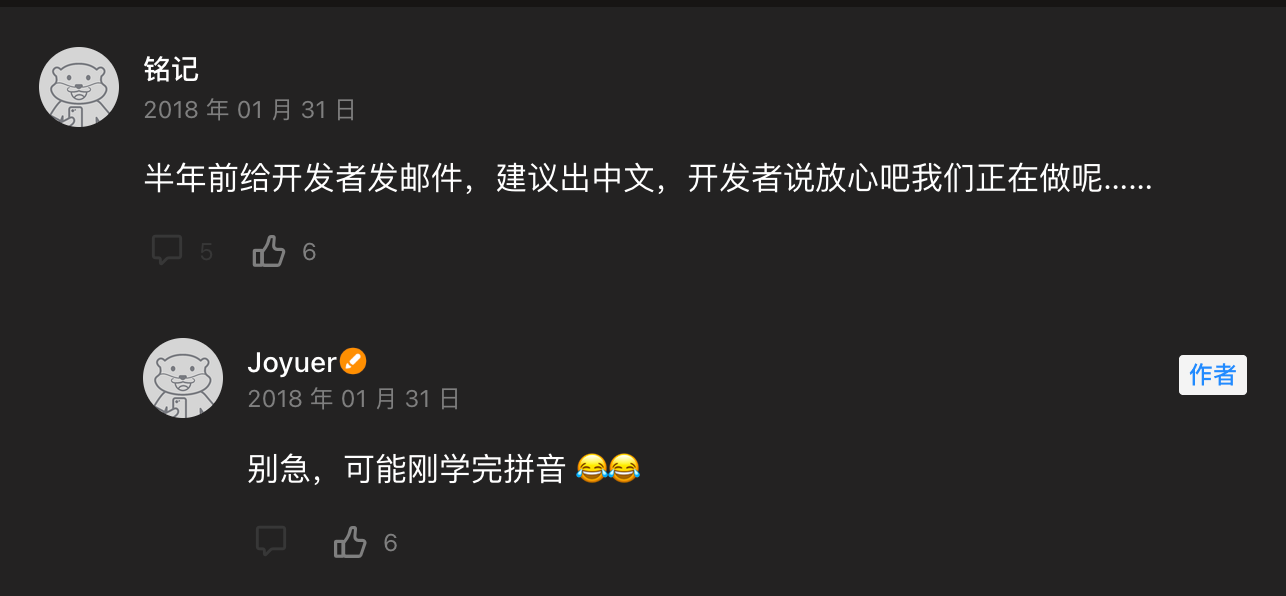 铭记
2018 年 01 月 31 日
半年前给开发者发邮件，建议出中文，开发者说放心吧我们正在做呢……
5 6
Joyuer
作者
2018 年 01 月 31 日
别急，可能刚学完拼音 😂😂
6